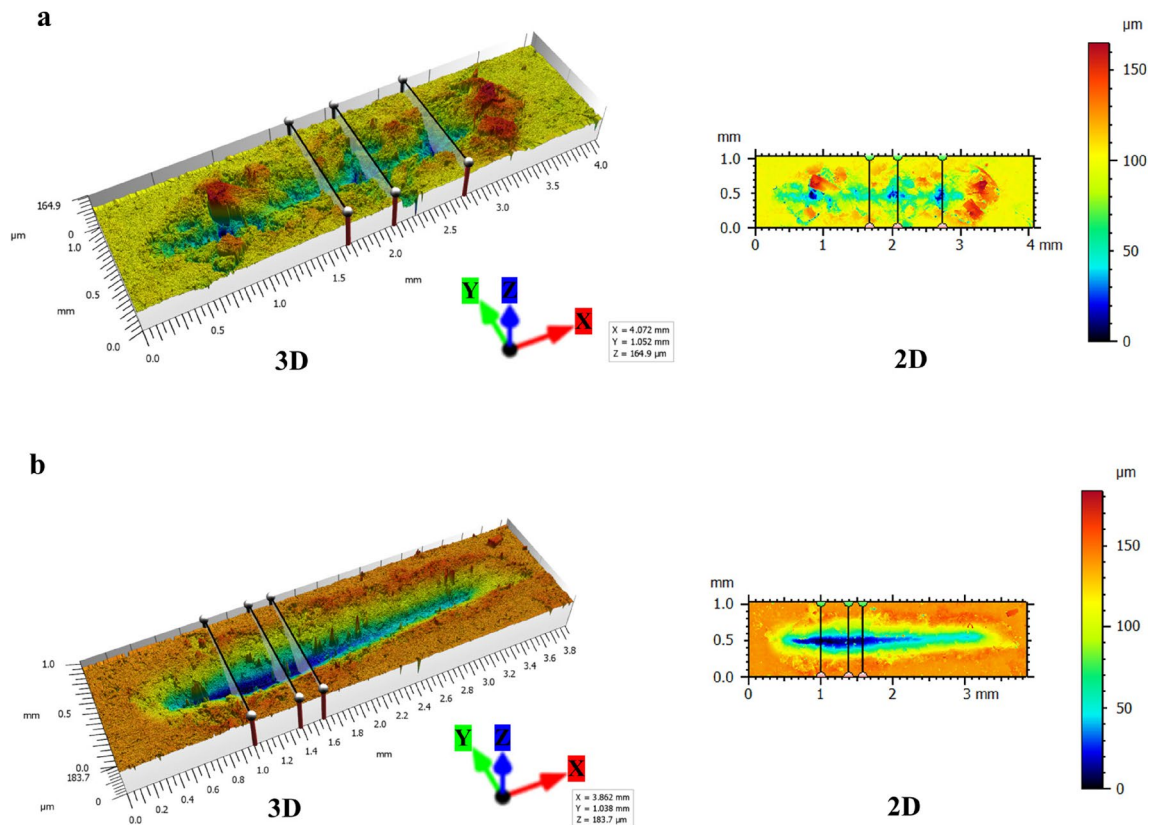 a
164.9
µm
0
1.0
0.5
mm
0.0
0.0
0.5
1.0
mm
2.0
2.5
3.0
3.5
4.0
1.5
Y
Z
X
X = 4.072 mm
Y = 1.052 mm
Z = 164.9 µm
3D
µm
150
100
50
0
mm
1.0
0.5
0.0
0
1
2
3
4 mm
2D
b
1.0
0.5
mm
0.0
183.7
µm
0
0.0
0.2
0.4
0.6
0.8
1.0
1.2
1.4
1.6
mm
2.0
2.2
2.4
2.6
2.8
3.0
3.2
3.4
3.6
3.8
Y
Z
X
X = 3.862 mm
Y = 1.038 mm
Z = 183.7 µm
3D
µm
150
100
50
0
mm
1.0
0.5
0.0
0
1
2
3 mm
2D